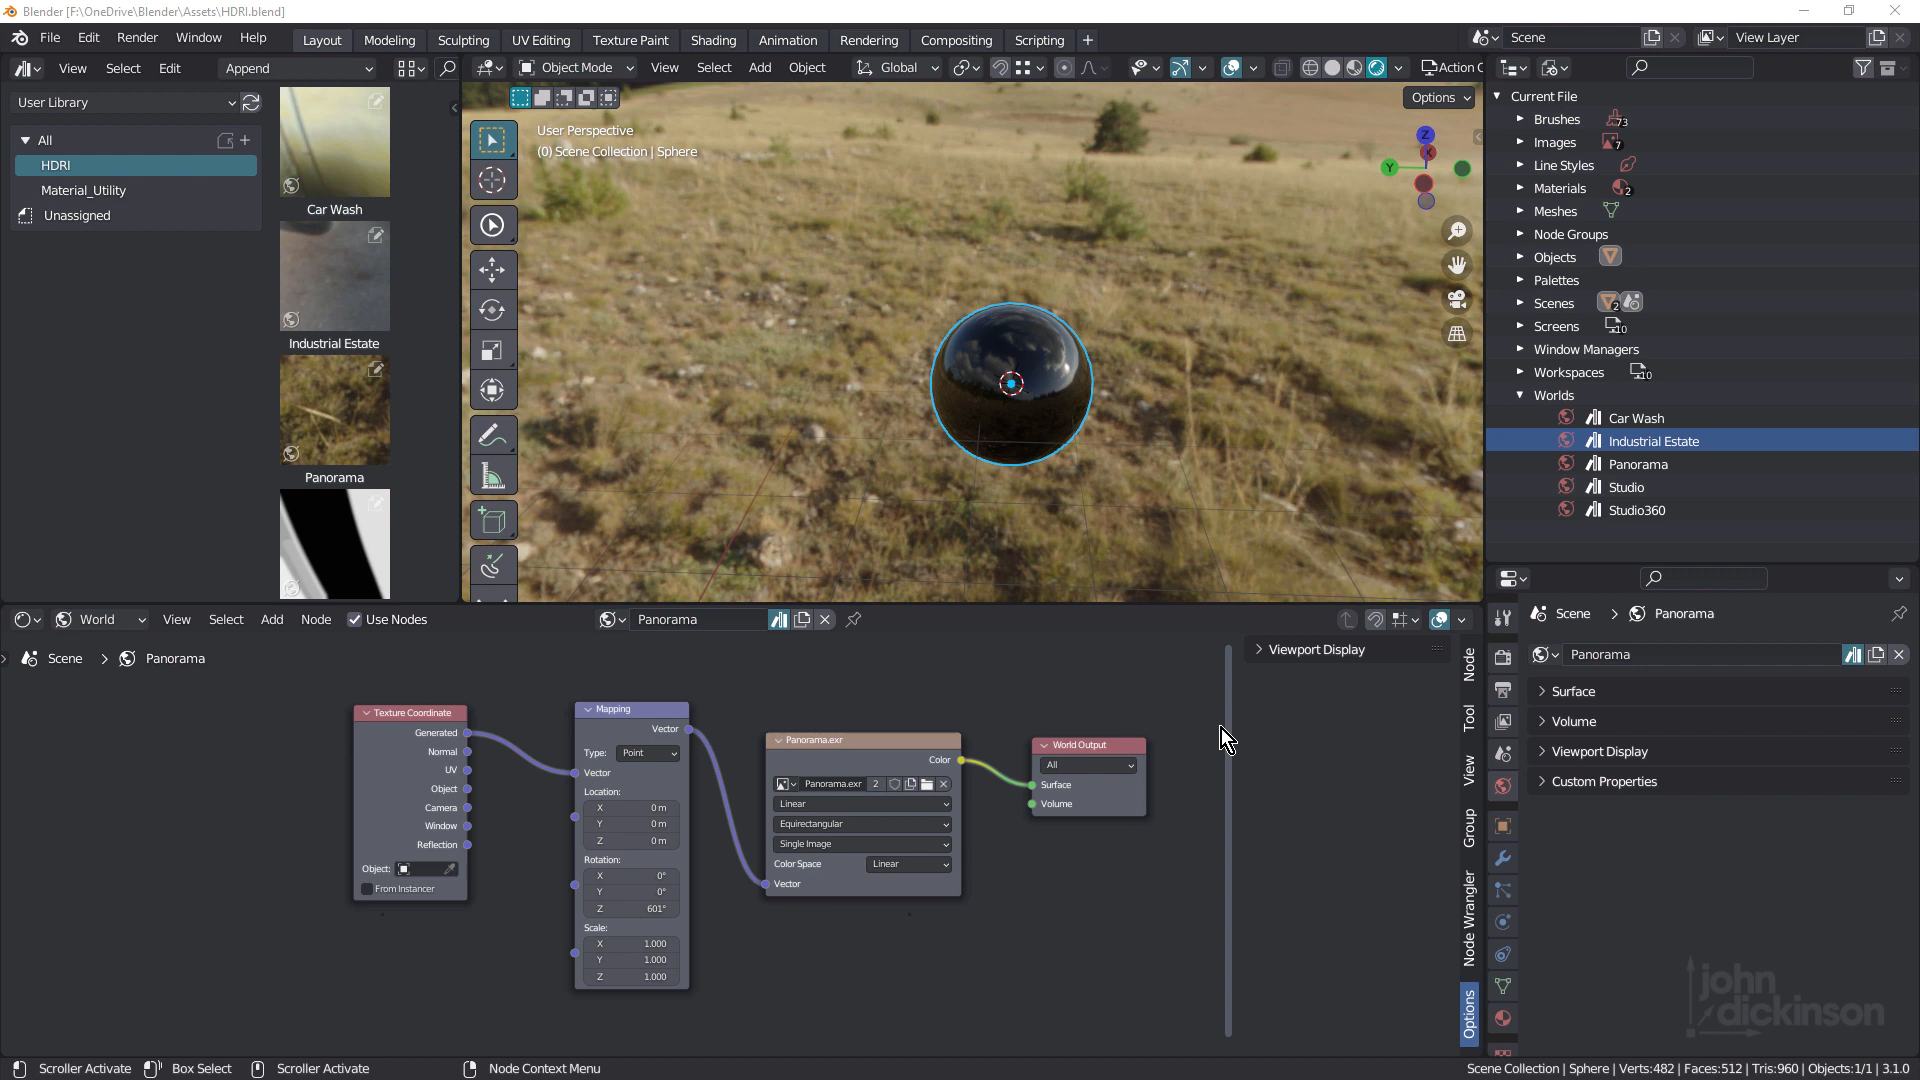 Blender [F:\OneDrive\Blender\Assets\HDRI.blend]
File Edit Render Window Help
Layout Modeling Sculpting UV Editing Texture Paint Shading Animation Rendering Compositing Scripting +
Scene
View Layer
View Select Edit
Append
Object Mode
View Select Add Object
Global
Action C
User Library
All
HDRI
Material_Utility
Unassigned
Car Wash
Industrial Estate
Panorama
Options
User Perspective
(0) Scene Collection | Sphere
Z
Y
Current File
Brushes
73
Images
7
Line Styles
Materials
2
Meshes
Node Groups
Objects
Palettes
Scenes
2
Screens
10
Window Managers
Workspaces
10
Worlds
Car Wash
Industrial Estate
Panorama
Studio
Studio360
World
View Select Add Node
Use Nodes
Panorama
Scene > Panorama
Texture Coordinate
Generated
Normal
UV
Object
Camera
Window
Reflection
Object:
From Instancer
Mapping
Vector
Type: Point
Vector
Location:
X 0 m
Y 0 m
Z 0 m
Rotation:
X 0°
Y 0°
Z 601°
Scale:
X 1.000
Y 1.000
Z 1.000
Panorama.exr
Color
Panorama.exr 2
Linear
Equirectangular
Single Image
Color Space Linear
Vector
World Output
All
Surface
Volume
Viewport Display
Node
Tool
View
Group
Node Wrangler
Options
Scene > Panorama
Panorama
Surface
Volume
Viewport Display
Custom Properties
john
dickinson
Scroller Activate
Box Select
Scroller Activate
Node Context Menu
Scene Collection | Sphere | Verts:482 | Faces:512 | Tris:960 | Objects:1/1 | 3.1.0